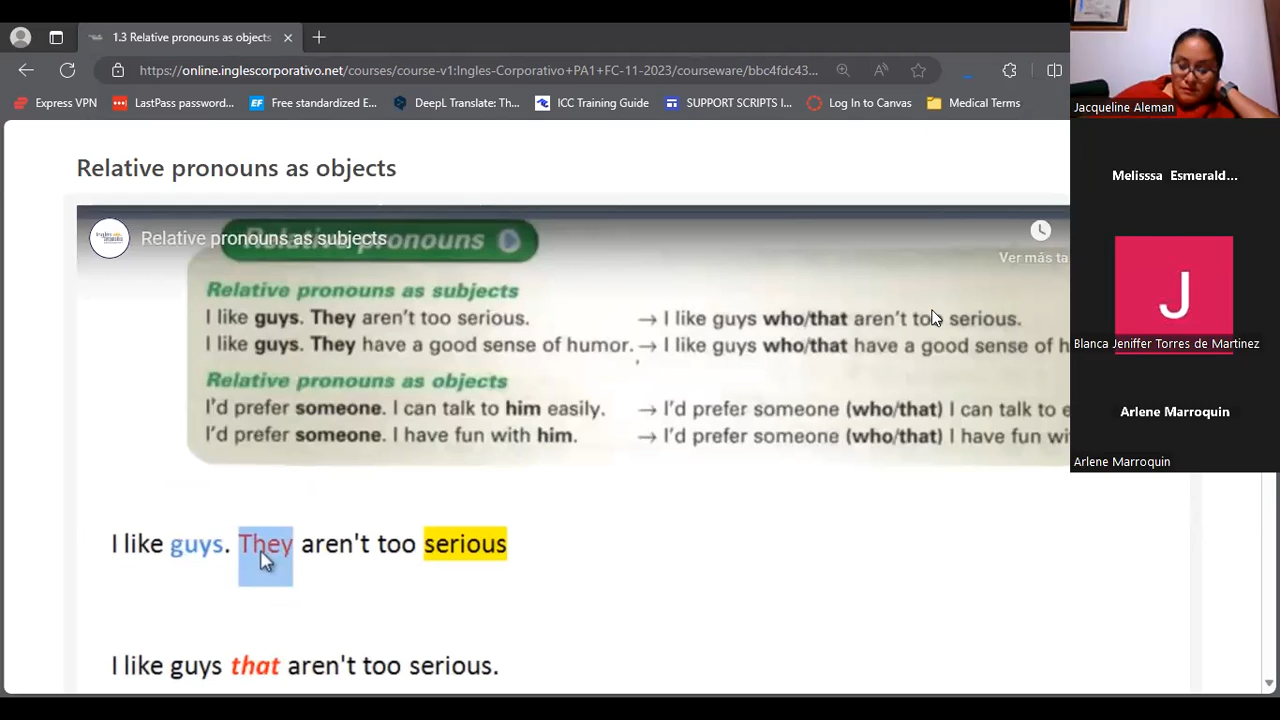 1.3 Relative pronouns as objects
https://online.inglescorporativo.net/courses/course-v1:Ingles-Corporativo+PA1+FC-11-2023/courseware/bbc4fdc43...
Express VPN
LastPass password...
Free standardized E...
DeepL Translate: Th...
ICC Training Guide
SUPPORT SCRIPTS I...
Log In to Canvas
Medical Terms
Jacqueline Aleman
Melisssa Esmerald...
J
Blanca Jeniffer Torres de Martinez
Arlene Marroquin
Arlene Marroquin
Relative pronouns as objects
Relative pronouns as subjects
Ver más ta
Relative pronouns as subjects
I like guys. They aren't too serious. → I like guys who/that aren't too serious.
I like guys. They have a good sense of humor. → I like guys who/that have a good sense of h
Relative pronouns as objects
I'd prefer someone. I can talk to him easily. → I'd prefer someone (who/that) I can talk to e
I'd prefer someone. I have fun with him. → I'd prefer someone (who/that) I have fun wi
I like guys. They aren't too serious
I like guys that aren't too serious.